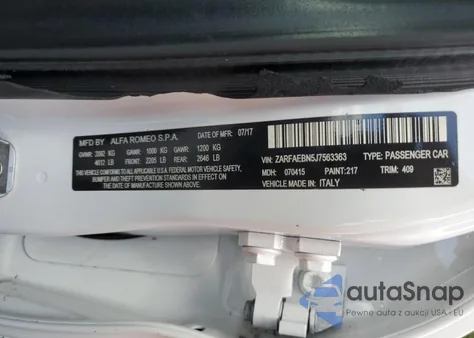 MFD BY: ALFA ROMEO S.P.A. DATE OF MFR: 07/17
GVWR: 2092 KG GAWR: 1000 KG GAWR: 1200 KG
4612 LB FRONT: 2205 LB REAR: 2646 LB
THIS VEHICLE CONFORMS TO ALL APPLICABLE U.S.A. FEDERAL MOTOR VEHICLE
SAFETY, BUMPER, AND THEFT PREVENTION STANDARDS IN EFFECT
ON THE DATE OF MANUFACTURE SHOWN ABOVE.
VIN: ZARFAEBN5J7563363 TYPE: PASSENGER CAR
MDH: 070415 PAINT: 217 TRIM: 409
VEHICLE MADE IN: ITALY
autoSnap
Pewne auta z aukcji USA - EU